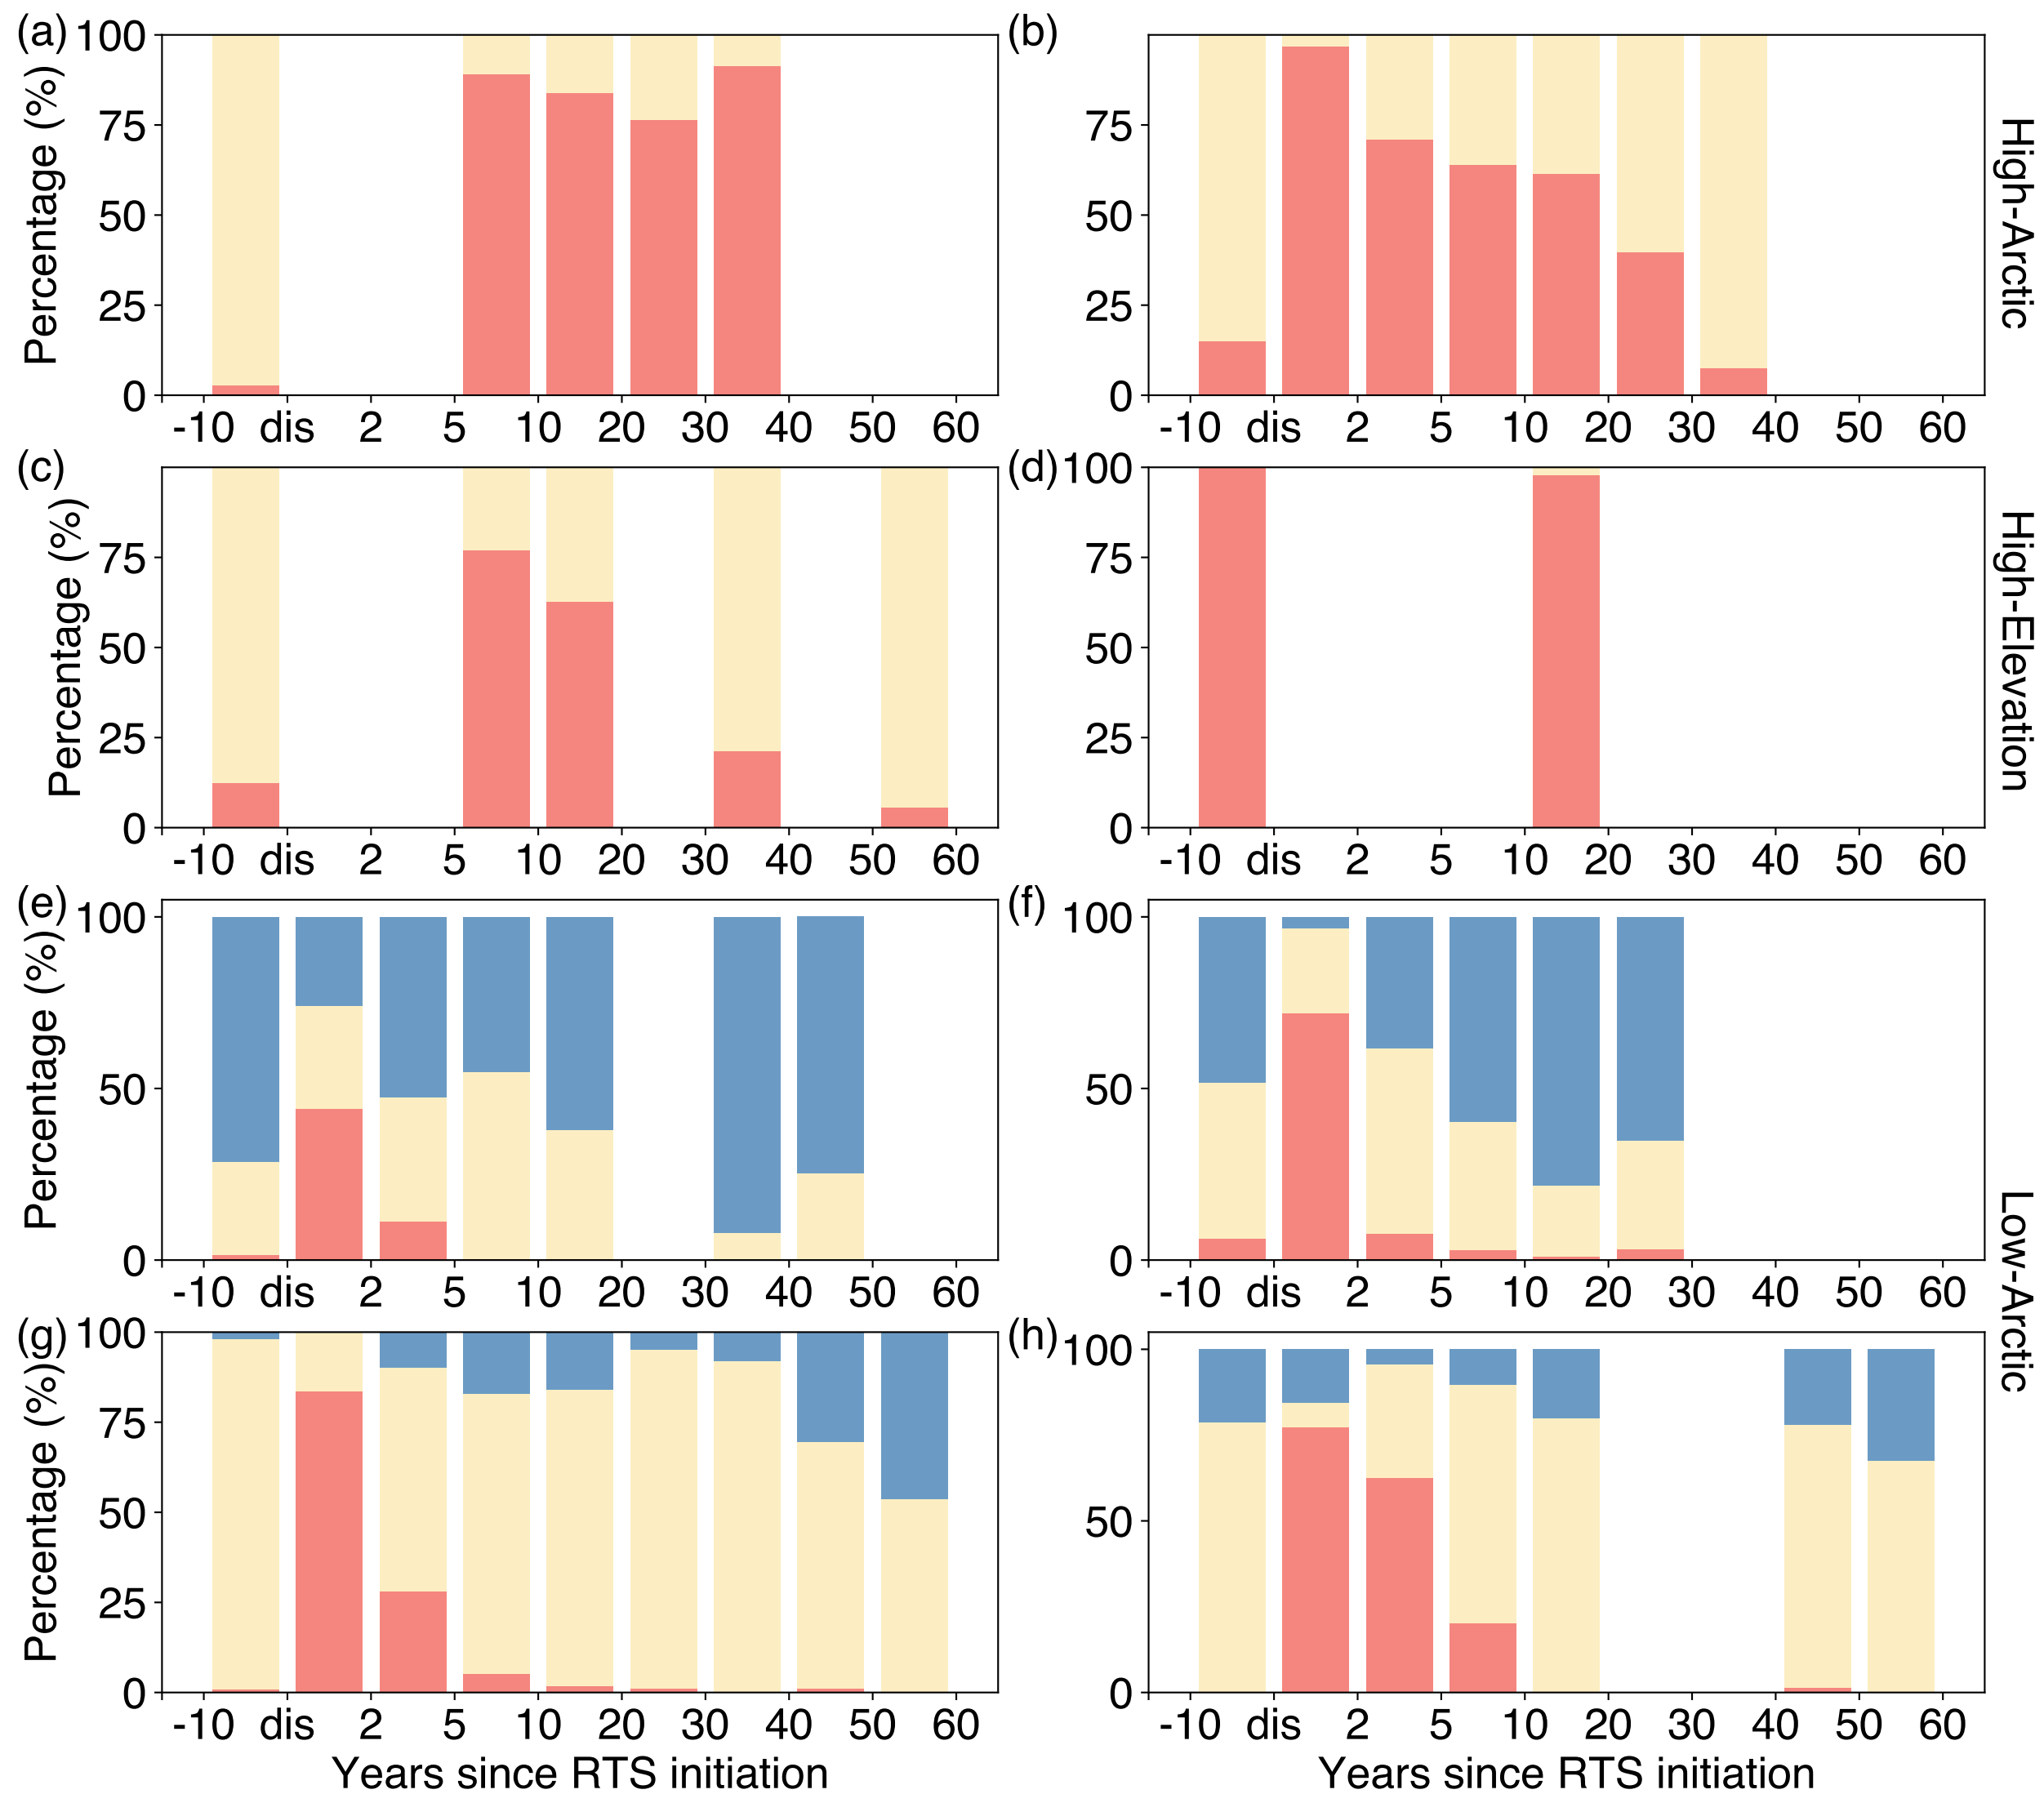 (a)
Percentage (%)
100
75
50
25
0
-10 dis 2 5 10 20 30 40 50 60
(b)
75
50
25
0
-10 dis 2 5 10 20 30 40 50 60
High-Arctic
(c)
Percentage (%)
75
50
25
0
-10 dis 2 5 10 20 30 40 50 60
(d)
100
75
50
25
0
-10 dis 2 5 10 20 30 40 50 60
High-Elevation
(e)
Percentage (%)
100
50
0
-10 dis 2 5 10 20 30 40 50 60
(f)
100
50
0
-10 dis 2 5 10 20 30 40 50 60
Low-Arctic
(g)
Percentage (%)
100
75
50
25
0
-10 dis 2 5 10 20 30 40 50 60
Years since RTS initiation
(h)
100
50
0
-10 dis 2 5 10 20 30 40 50 60
Years since RTS initiation